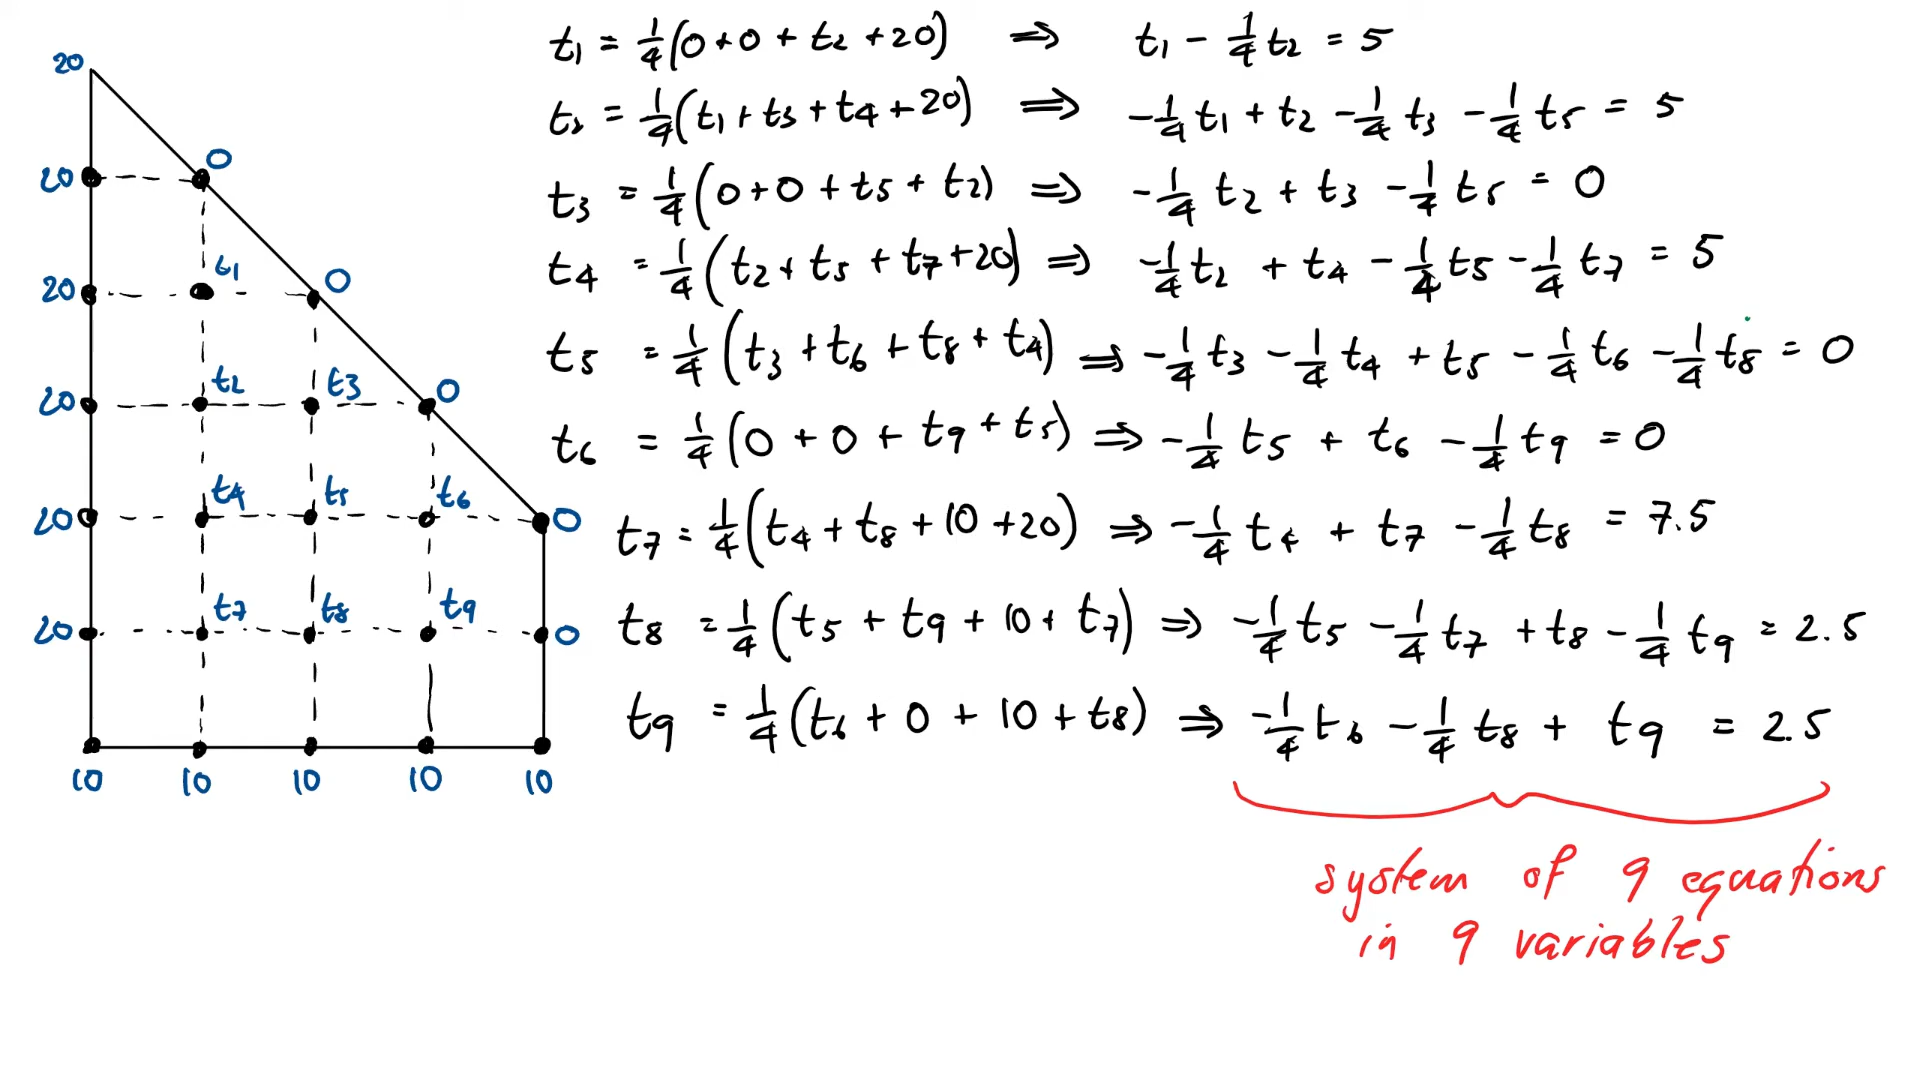 20
0
20
t1
0
20
t2
t3
0
20
t4
t5
t6
0
20
t7
t8
t9
0
20
10
10
10
10
10
t1 = 1/4(0+0+t2+20) ⇒ t1 - 1/4 t2 = 5
t2 = 1/4(t1+t3+t4+20) ⇒ -1/4 t1 + t2 - 1/4 t3 - 1/4 t5 = 5
t3 = 1/4(0+0+t5+t2) ⇒ -1/4 t2 + t3 - 1/4 t5 = 0
t4 = 1/4(t2+t5+t7+20) ⇒ -1/4 t2 + t4 - 1/4 t5 - 1/4 t7 = 5
t5 = 1/4(t3+t6+t8+t4) ⇒ -1/4 t3 - 1/4 t4 + t5 - 1/4 t6 - 1/4 t8 = 0
t6 = 1/4(0+0+t9+t5) ⇒ -1/4 t5 + t6 - 1/4 t9 = 0
t7 = 1/4(t4+t8+10+20) ⇒ -1/4 t4 + t7 - 1/4 t8 = 7.5
t8 = 1/4(t5+t9+10+t7) ⇒ -1/4 t5 - 1/4 t7 + t8 - 1/4 t9 = 2.5
t9 = 1/4(t6+0+10+t8) ⇒ -1/4 t6 - 1/4 t8 + t9 = 2.5
system of 9 equations
in 9 variables